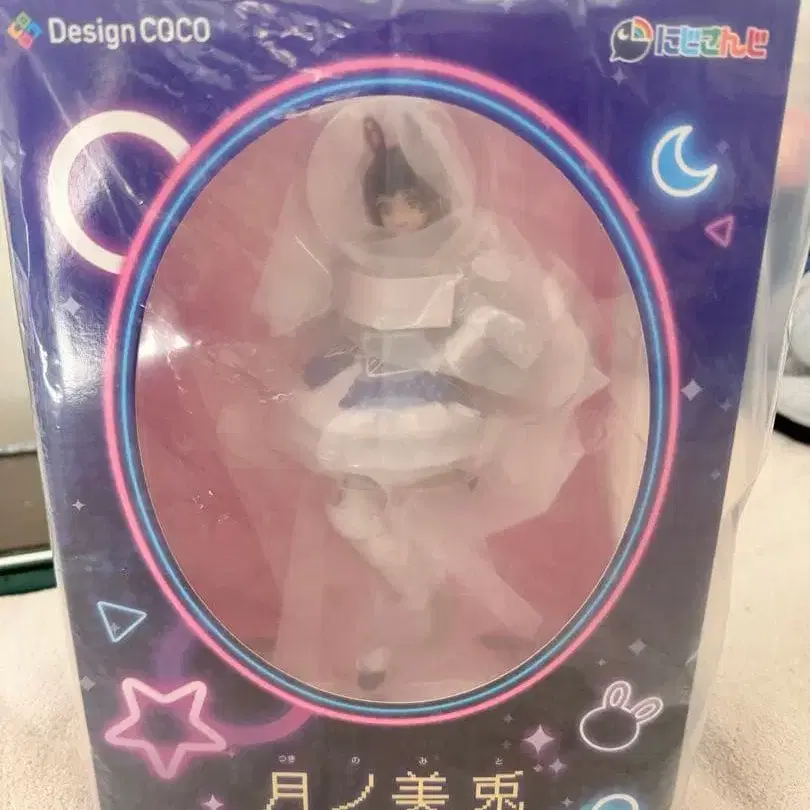 Design COCO
にじさんじ
つき の み と
月ノ美兎